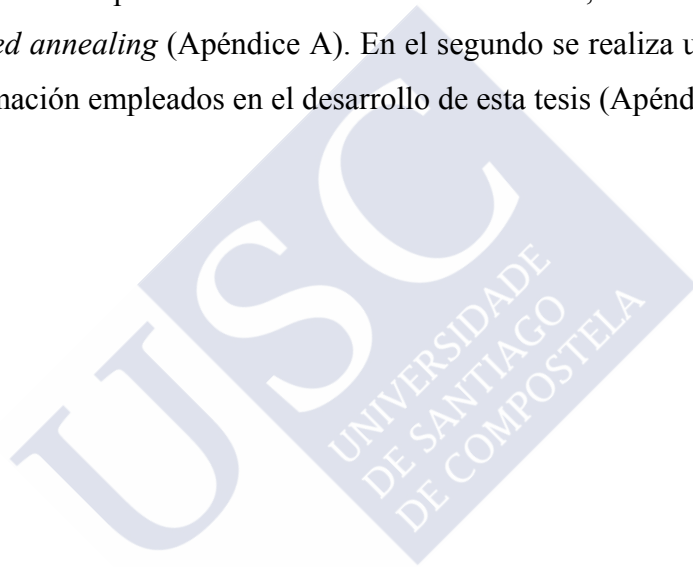 ed annealing (Apéndice A). En el segundo se realiza u
mación empleados en el desarrollo de esta tesis (Apénd
USC
UNIVERSIDADE
DE SANTIAGO
DE COMPOSTELA